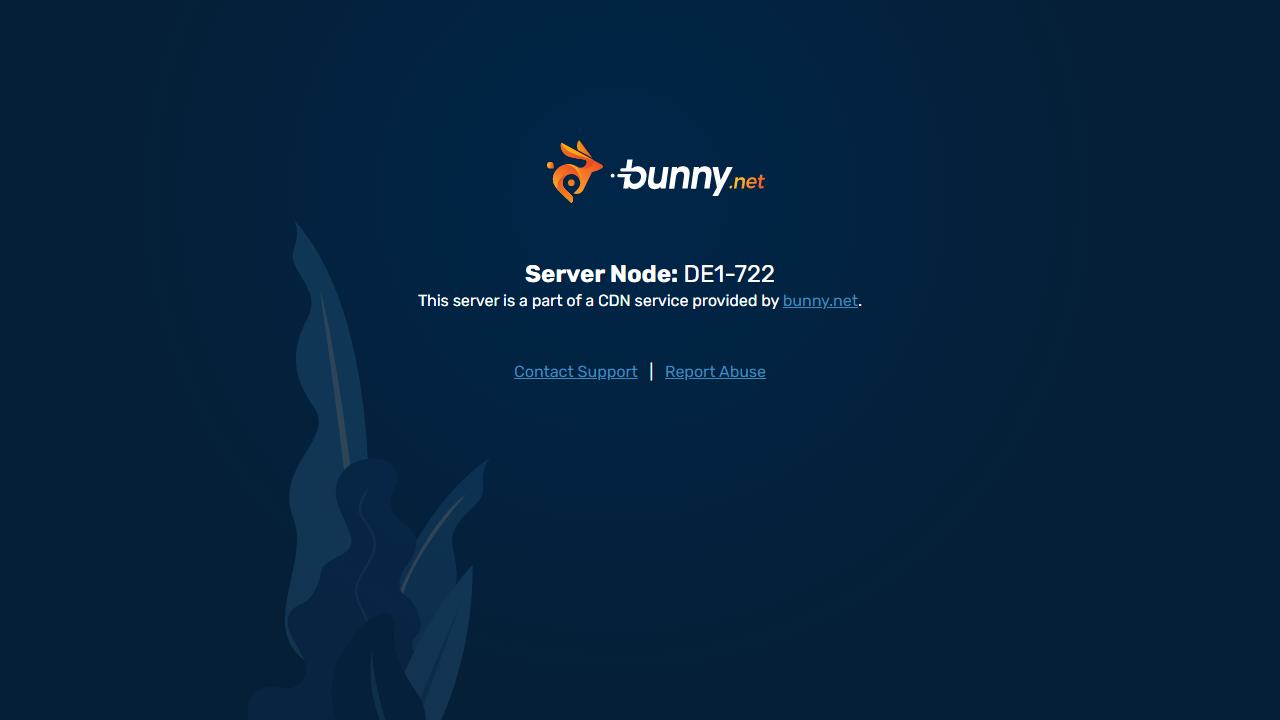 bunny.net
Server Node: DE1-722
This server is a part of a CDN service provided by bunny.net.
Contact Support | Report Abuse